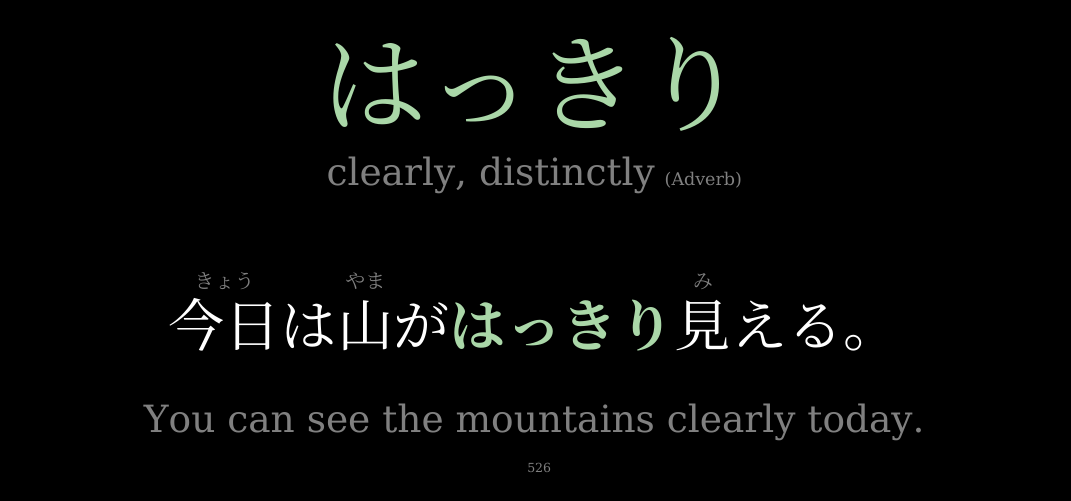 はっきり
clearly, distinctly (Adverb)
きょう やま み
今日は山がはっきり見える。
You can see the mountains clearly today.
526